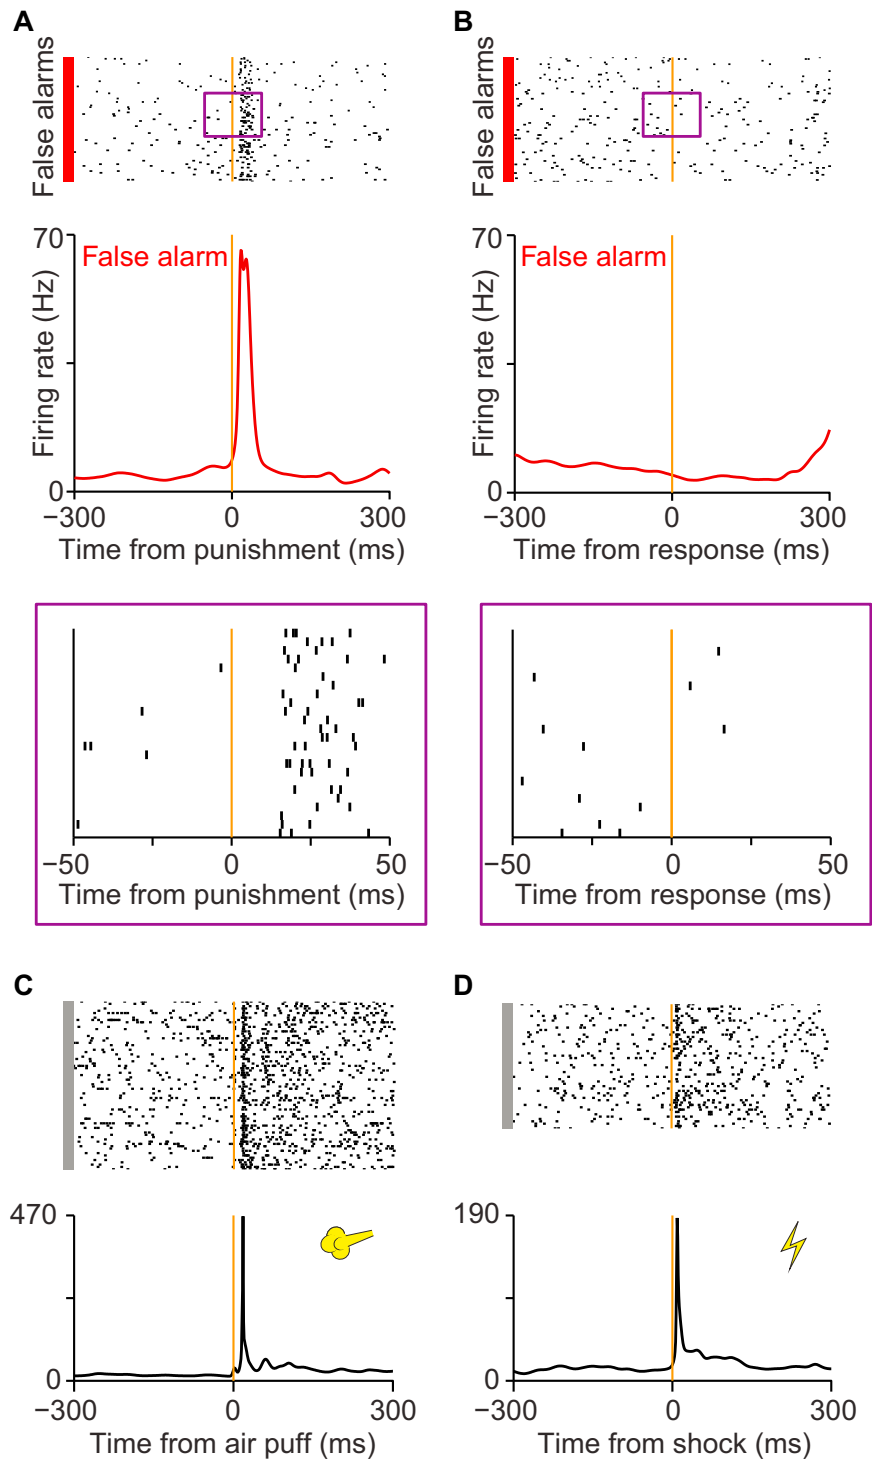 A
False alarms
70
False alarm
Firing rate (Hz)
0
−300
0
300
Time from punishment (ms)
−50
0
50
Time from punishment (ms)
B
False alarms
70
False alarm
Firing rate (Hz)
0
−300
0
300
Time from response (ms)
−50
0
50
Time from response (ms)
C
470
0
−300
0
300
Time from air puff (ms)
D
190
0
−300
0
300
Time from shock (ms)